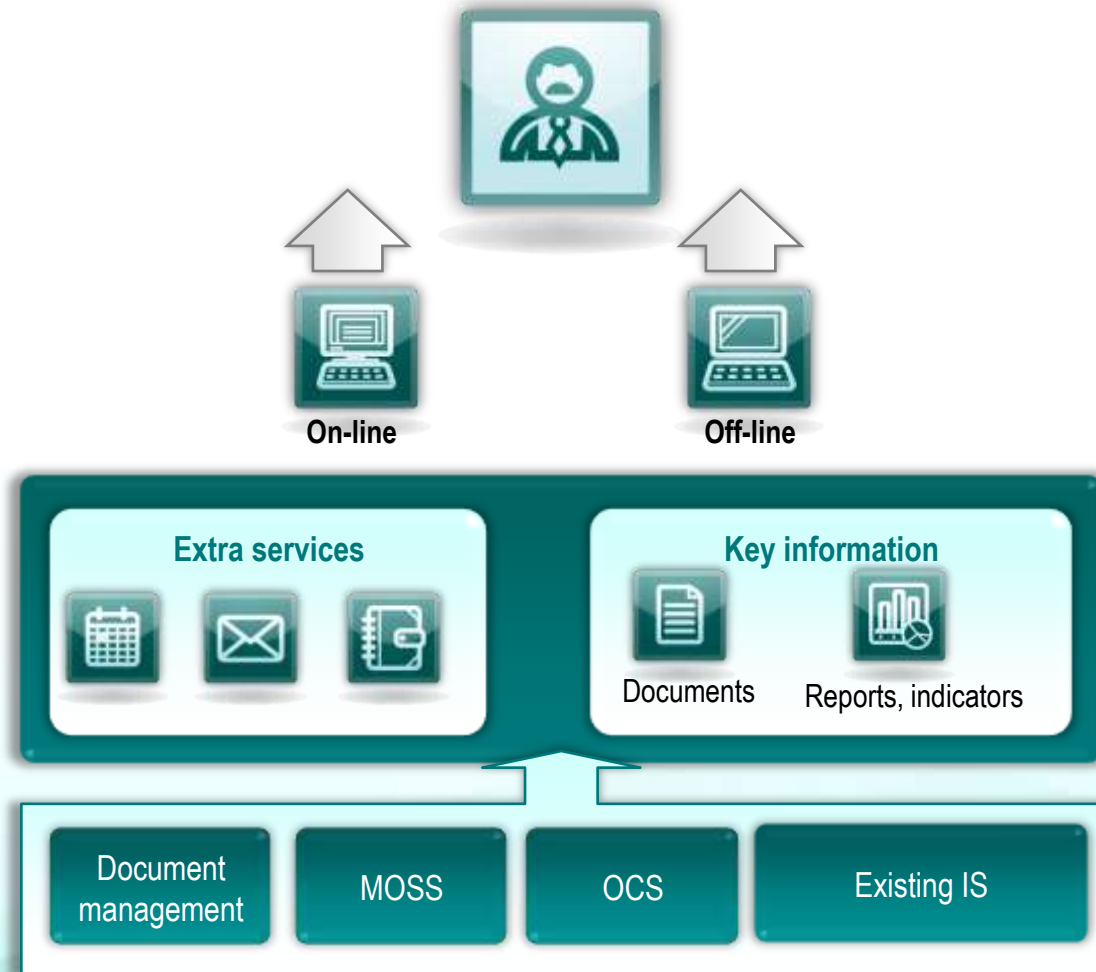 On-line
Off-line
Extra services
Key information
Documents
Reports, indicators
Document
management
MOSS
OCS
Existing IS